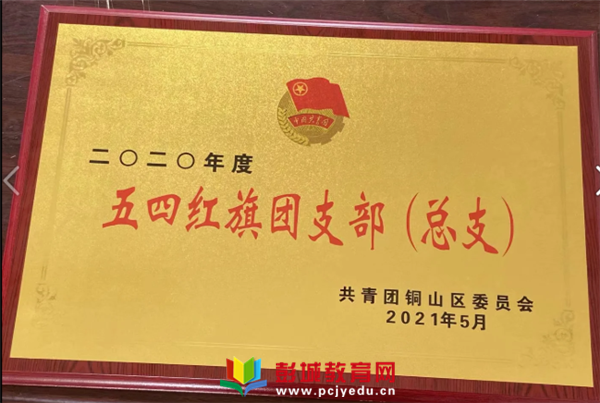 中国共青团
二〇二〇年度
五四红旗团支部（总支）
共青团铜山区委员会
2021年5月
彭城教育网
www.pcjyedu.cn